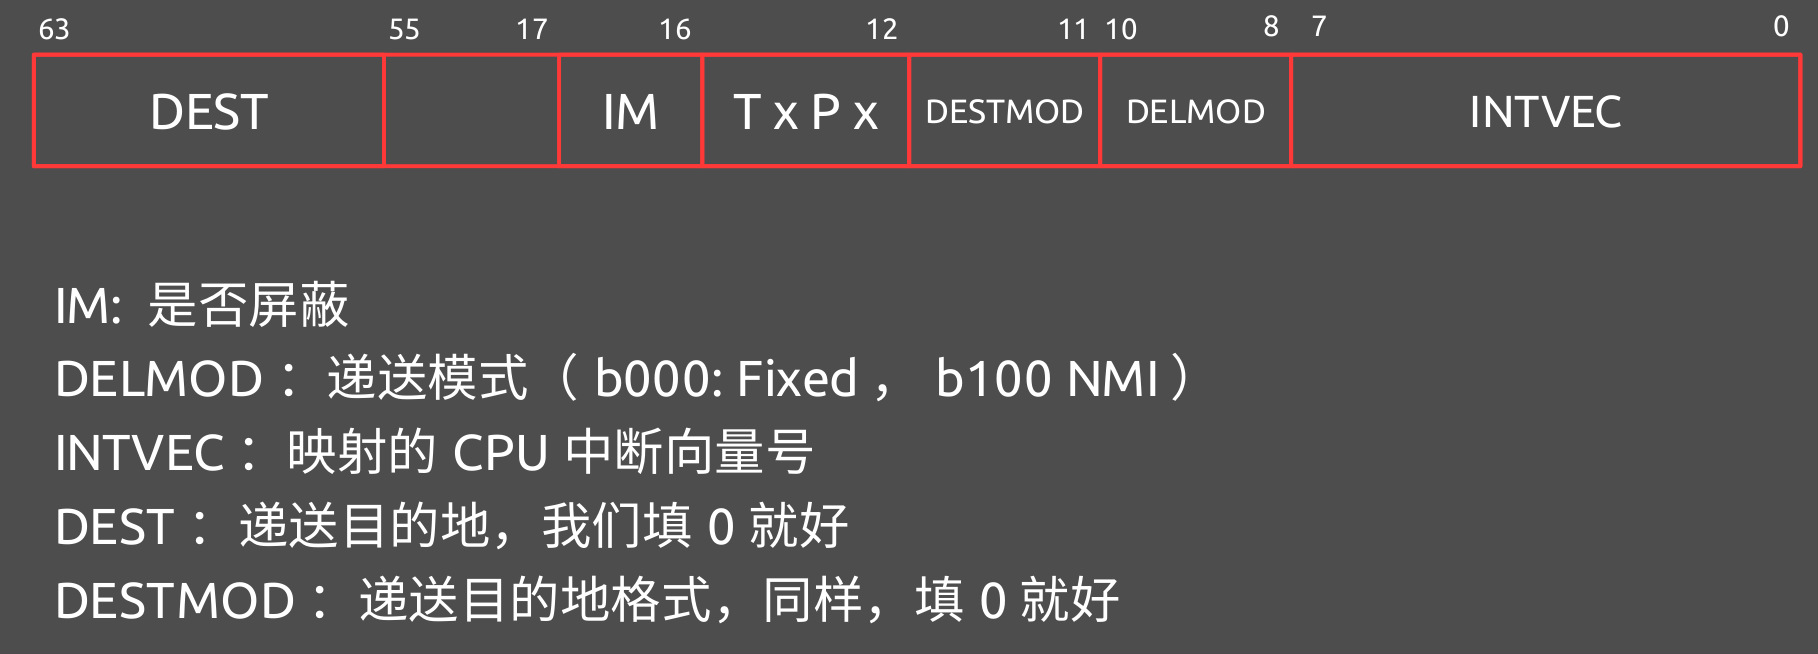 63 55 17 16 12 11 10 8 7 0
DEST IM T x P x DESTMOD DELMOD INTVEC
IM: 是否屏蔽
DELMOD：递送模式（b000: Fixed， b100 NMI）
INTVEC：映射的 CPU 中断向量号
DEST：递送目的地，我们填 0 就好
DESTMOD：递送目的地格式，同样，填 0 就好